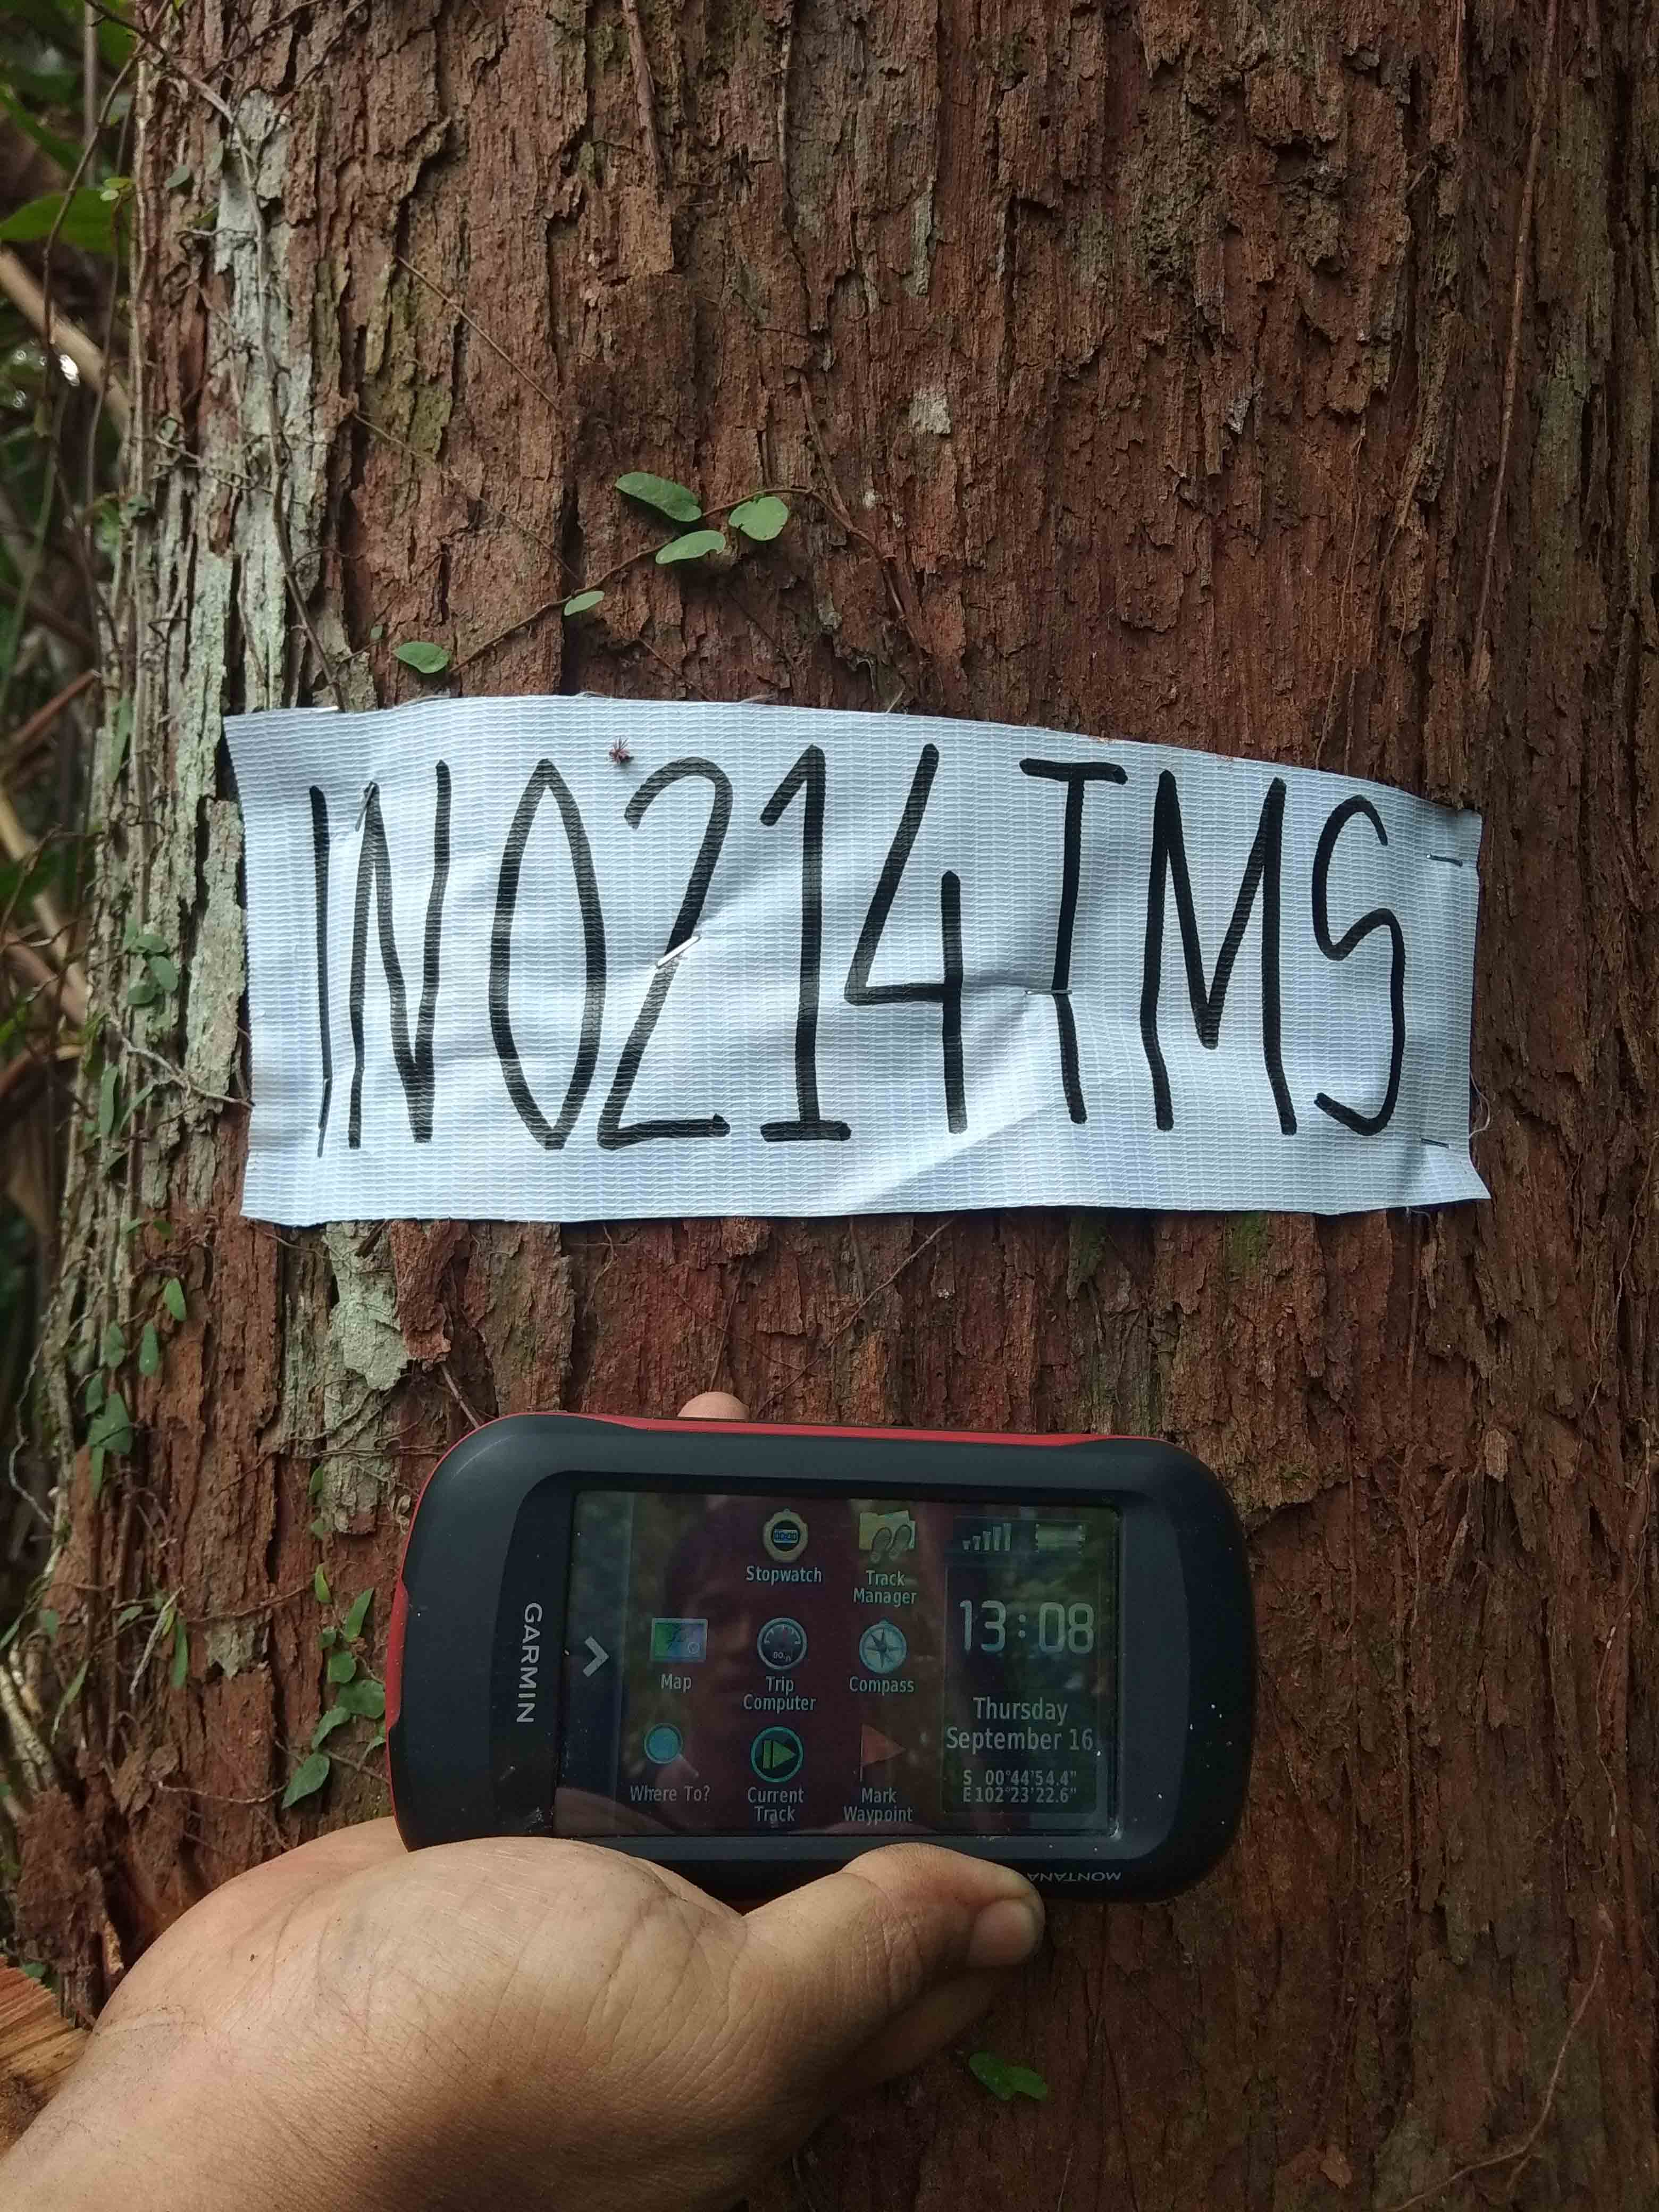 IN0214TMS
GARMIN
Stopwatch
Track
Manager
13:08
Map
Trip
Computer
Compass
Thursday
September 16
Where To?
Current
Track
Mark
Waypoint
S 00°44'54.4"
E 102°23'22.6"
MONTANA